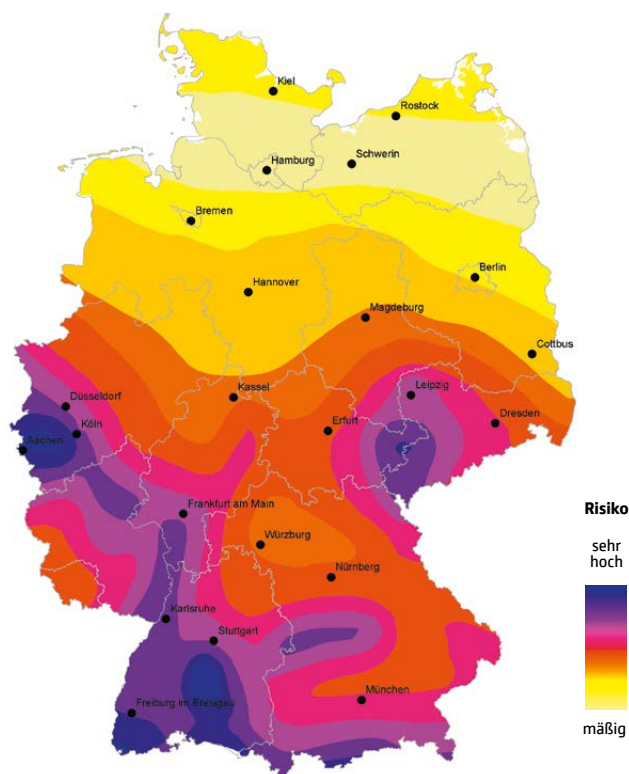 Kiel
Rostock
Hamburg
Schwerin
Bremen
Berlin
Hannover
Magdeburg
Cottbus
Kassel
Leipzig
Düsseldorf
Dresden
Köln
Erfurt
Aachen
Frankfurt am Main
Würzburg
Nürnberg
Karlsruhe
Stuttgart
München
Freiburg im Breisgau
Risiko
sehr
hoch
mäßig